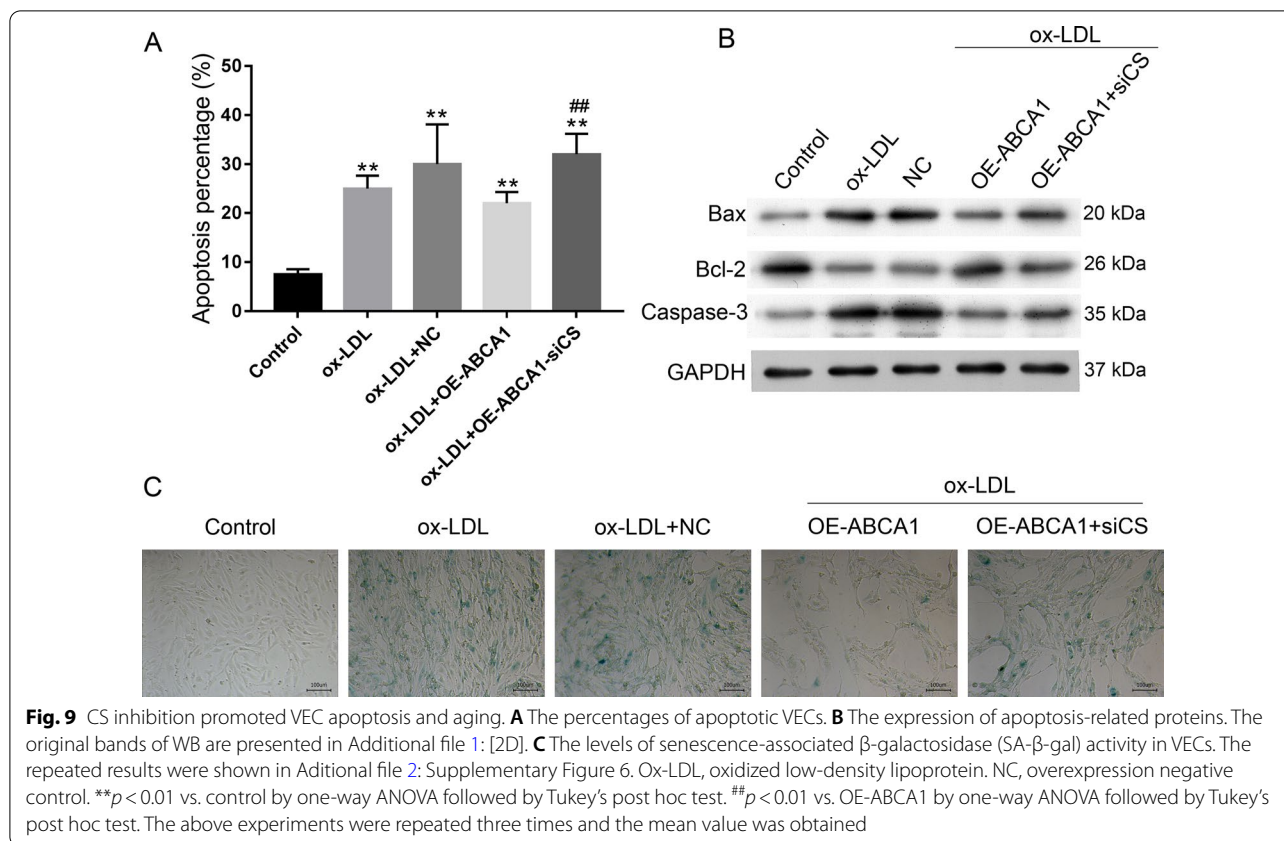 A
Apoptosis percentage (%)
50
40
30
20
10
0
**
**
**
##
**
Control
ox-LDL
ox-LDL+NC
ox-LDL+OE-ABCA1
ox-LDL+OE-ABCA1-siCS
B
ox-LDL
Control
ox-LDL
NC
OE-ABCA1
OE-ABCA1+siCS
Bax
20 kDa
Bcl-2
26 kDa
Caspase-3
35 kDa
GAPDH
37 kDa
C
ox-LDL
Control
ox-LDL
ox-LDL+NC
OE-ABCA1
OE-ABCA1+siCS
100um
100um
100um
100um
100um
Fig. 9 CS inhibition promoted VEC apoptosis and aging. A The percentages of apoptotic VECs. B The expression of apoptosis-related proteins. The
original bands of WB are presented in Additional file 1: [2D]. C The levels of senescence-associated β-galactosidase (SA-β-gal) activity in VECs. The
repeated results were shown in Aditional file 2: Supplementary Figure 6. Ox-LDL, oxidized low-density lipoprotein. NC, overexpression negative
control. **p < 0.01 vs. control by one-way ANOVA followed by Tukey's post hoc test. ##p < 0.01 vs. OE-ABCA1 by one-way ANOVA followed by Tukey's
post hoc test. The above experiments were repeated three times and the mean value was obtained